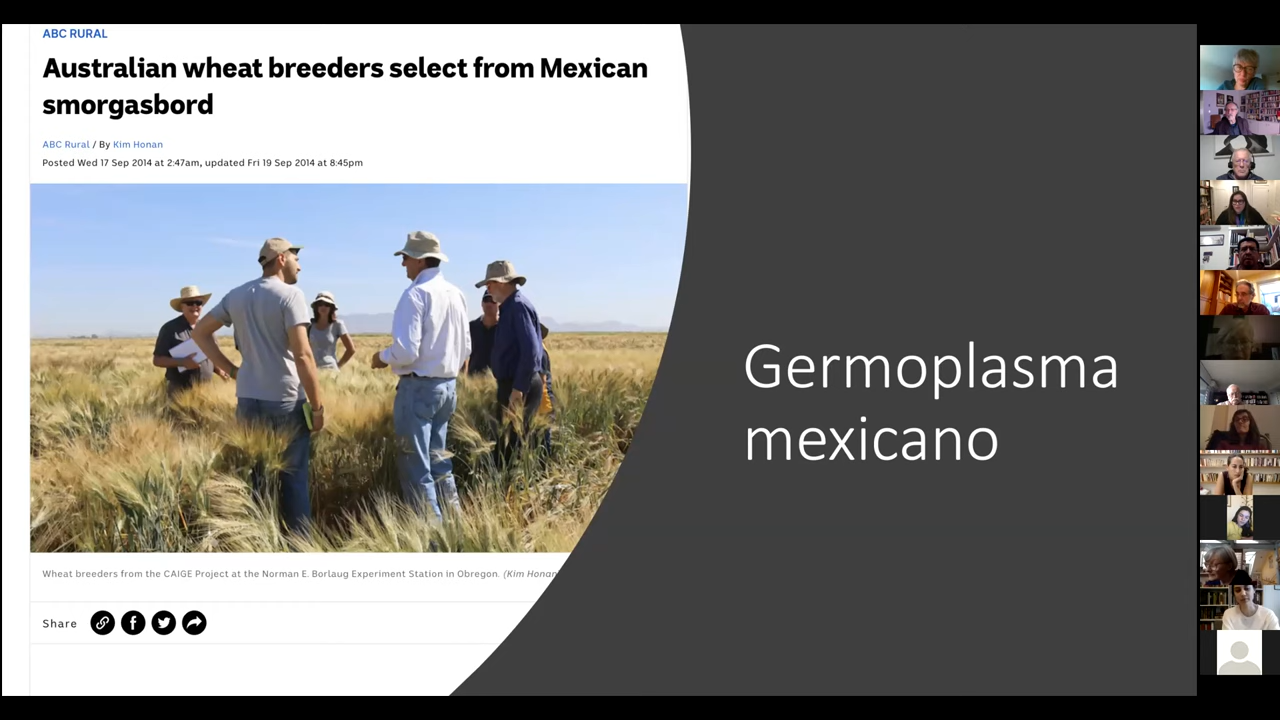 ABC RURAL
Australian wheat breeders select from Mexican
smorgasbord
ABC Rural / By Kim Honan
Posted Wed 17 Sep 2014 at 2:47am, updated Fri 19 Sep 2014 at 8:45pm
Wheat breeders from the CAIGE Project at the Norman E. Borlaug Experiment Station in Obregon. (Kim Honan
Share
Germoplasma
mexicano